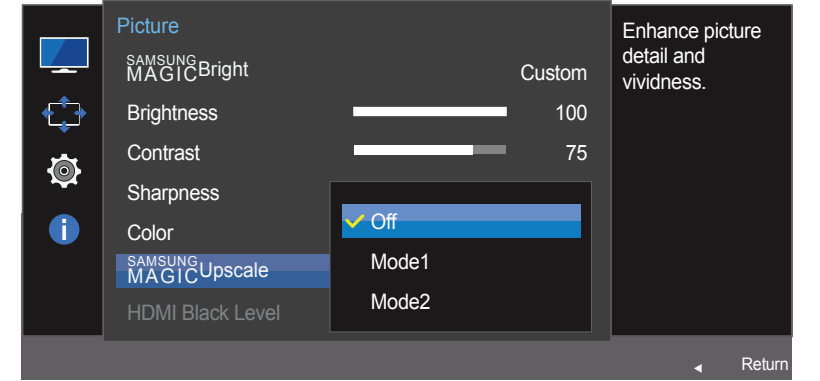 Picture
SAMSUNG
MAGICBright Custom
Brightness 100
Contrast 75
Sharpness
Color
SAMSUNG
MAGICUpscale
HDMI Black Level
Off
Mode1
Mode2
Enhance picture
detail and
vividness.
Return